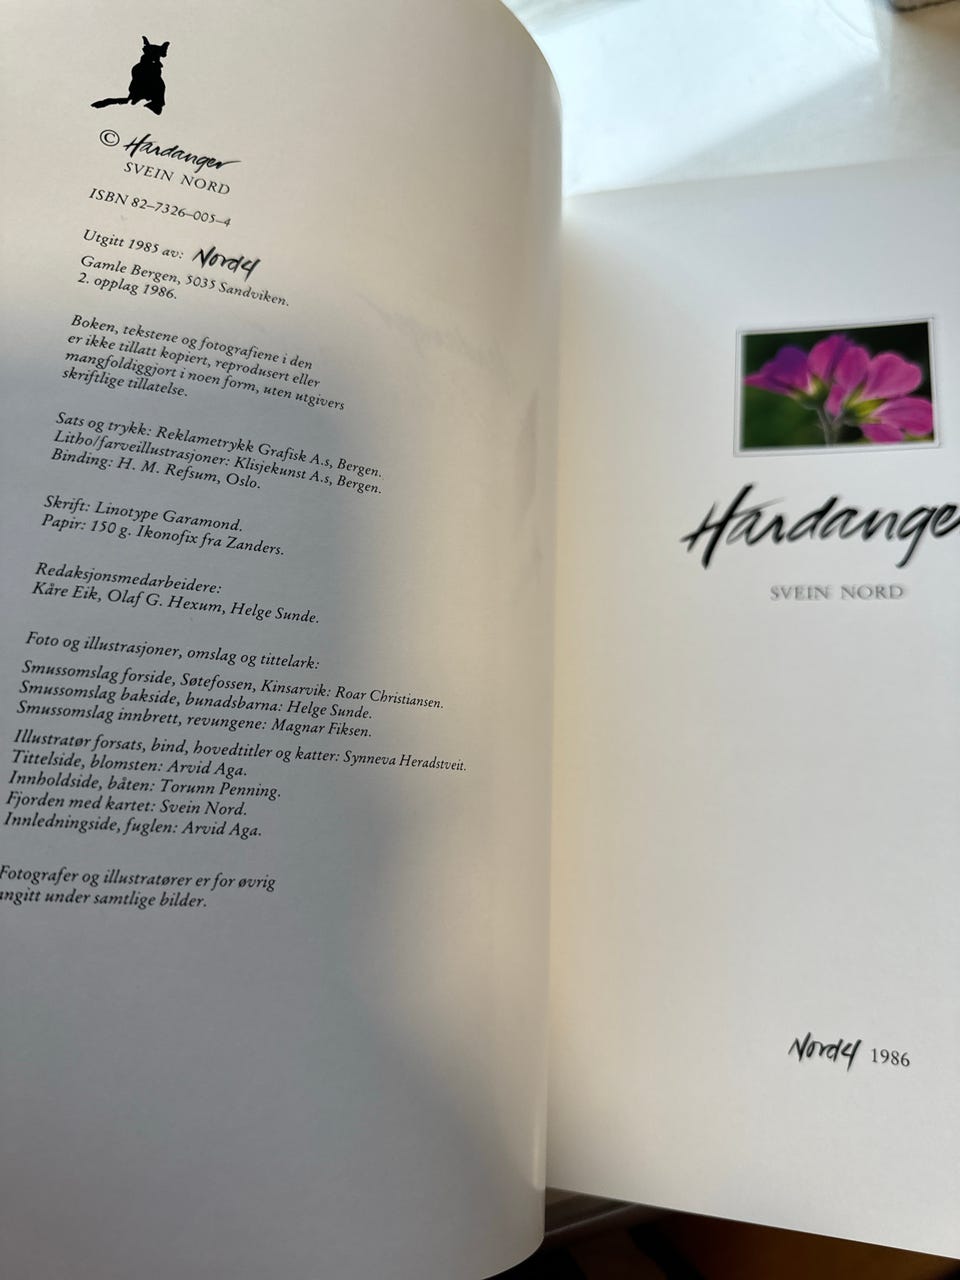 © Hardanger
SVEIN NORD
ISBN 82–7326–005–4
Utgitt 1985 av: Nord4
Gamle Bergen, 5035 Sandviken.
2. opplag 1986.
Boken, tekstene og fotografiene i den
er ikke tillatt kopiert, reprodusert eller
mangfoldiggjort i noen form, uten utgivers
skriftlige tillatelse.
Sats og trykk: Reklametrykk Grafisk A.s, Bergen.
Litho/farveillustrasjoner: Klisjekunst A.s, Bergen.
Binding: H. M. Refsum, Oslo.
Skrift: Linotype Garamond.
Papir: 150 g. Ikonofix fra Zanders.
Redaksjonsmedarbeidere:
Kåre Eik, Olaf G. Hexum, Helge Sunde.
Foto og illustrasjoner, omslag og tittelark:
Smussomslag forside, Søtefossen, Kinsarvik: Roar Christiansen.
Smussomslag bakside, bunadsbarna: Helge Sunde.
Smussomslag innbrett, revungene: Magnar Fiksen.
Illustratør forsats, bind, hovedtitler og katter: Synneva Heradstveit.
Tittelside, blomsten: Arvid Aga.
Innholdside, båten: Torunn Penning.
Fjorden med kartet: Svein Nord.
Innledningside, fuglen: Arvid Aga.
Fotografer og illustratører er for øvrig
angitt under samtlige bilder.
Hardange
SVEIN NORD
Nord4 1986